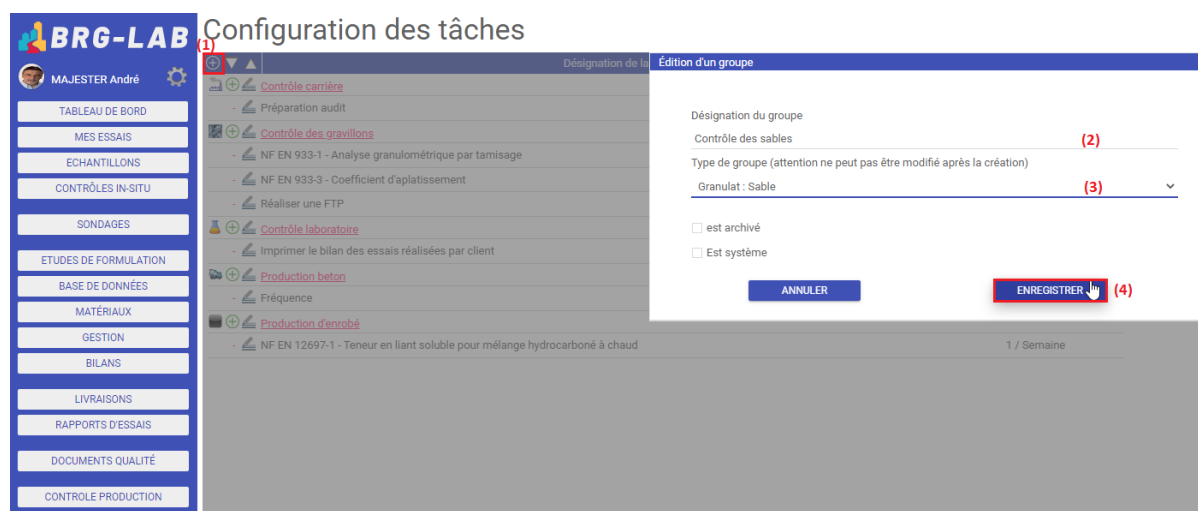 BRG-LAB
MAJESTER André
TABLEAU DE BORD
MES ESSAIS
ECHANTILLONS
CONTRÔLES IN-SITU
SONDAGES
ETUDES DE FORMULATION
BASE DE DONNÉES
MATÉRIAUX
GESTION
BILANS
LIVRAISONS
RAPPORTS D'ESSAIS
DOCUMENTS QUALITÉ
CONTROLE PRODUCTION
Configuration des tâches
(1)
Désignation de la
Contrôle carrière
- Préparation audit
Contrôle des gravillons
- NF EN 933-1 - Analyse granulométrique par tamisage
- NF EN 933-3 - Coefficient d'aplatissement
- Réaliser une FTP
Contrôle laboratoire
- Imprimer le bilan des essais réalisées par client
Production beton
- Fréquence
Production d'enrobé
- NF EN 12697-1 - Teneur en liant soluble pour mélange hydrocarboné à chaud 1 / Semaine
Édition d'un groupe
Désignation du groupe
Contrôle des sables (2)
Type de groupe (attention ne peut pas être modifié après la création)
Granulat : Sable (3)
est archivé
Est système
ANNULER ENREGISTRER (4)